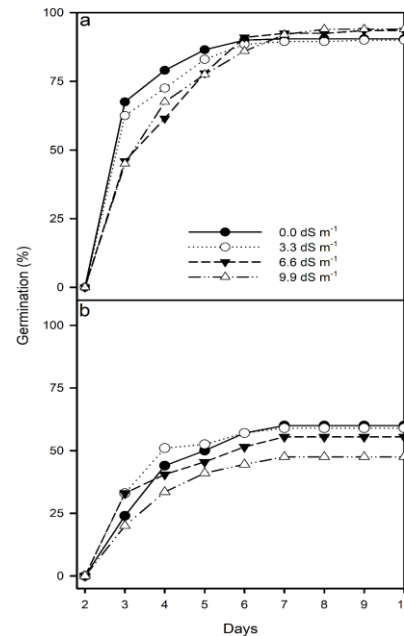 a
100
75
50
25
0
0.0 dS m⁻¹
3.3 dS m⁻¹
6.6 dS m⁻¹
9.9 dS m⁻¹
Germination (%)
b
100
75
50
25
0
2 3 4 5 6 7 8 9 1
Days